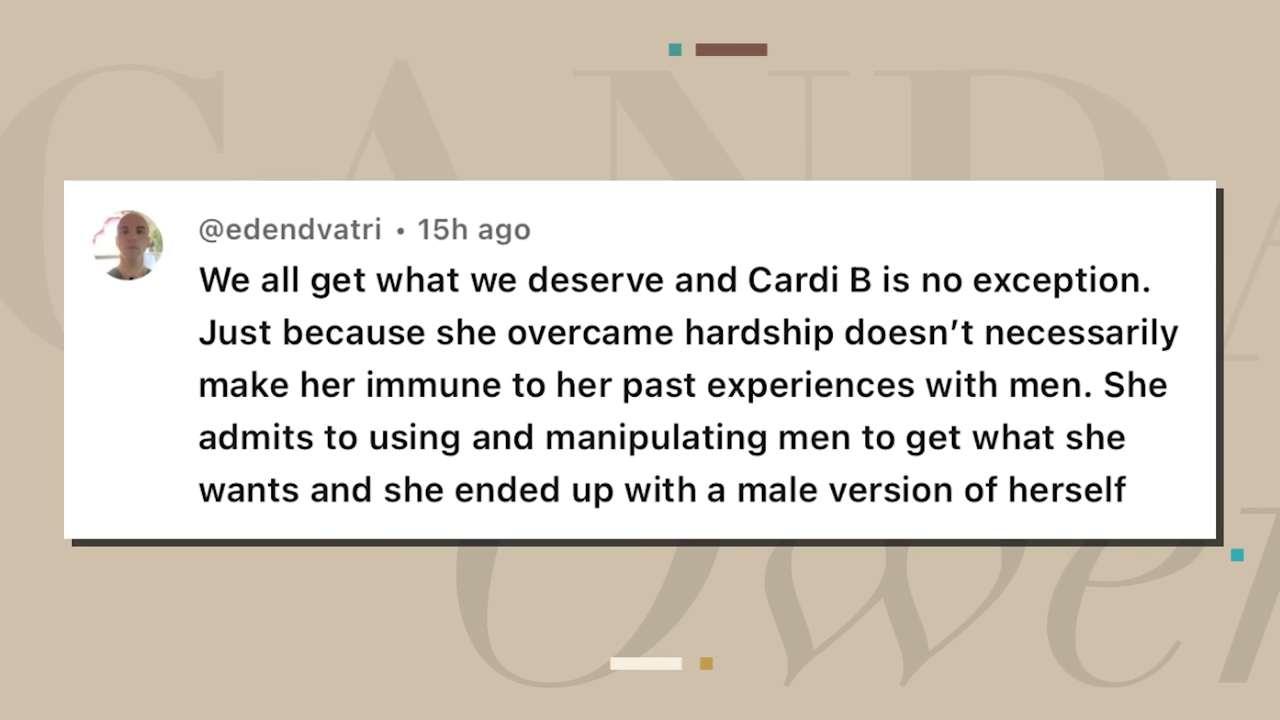 CANDA
@edendvatri • 15h ago
We all get what we deserve and Cardi B is no exception.
Just because she overcame hardship doesn’t necessarily
make her immune to her past experiences with men. She
admits to using and manipulating men to get what she
wants and she ended up with a male version of herself
Owen